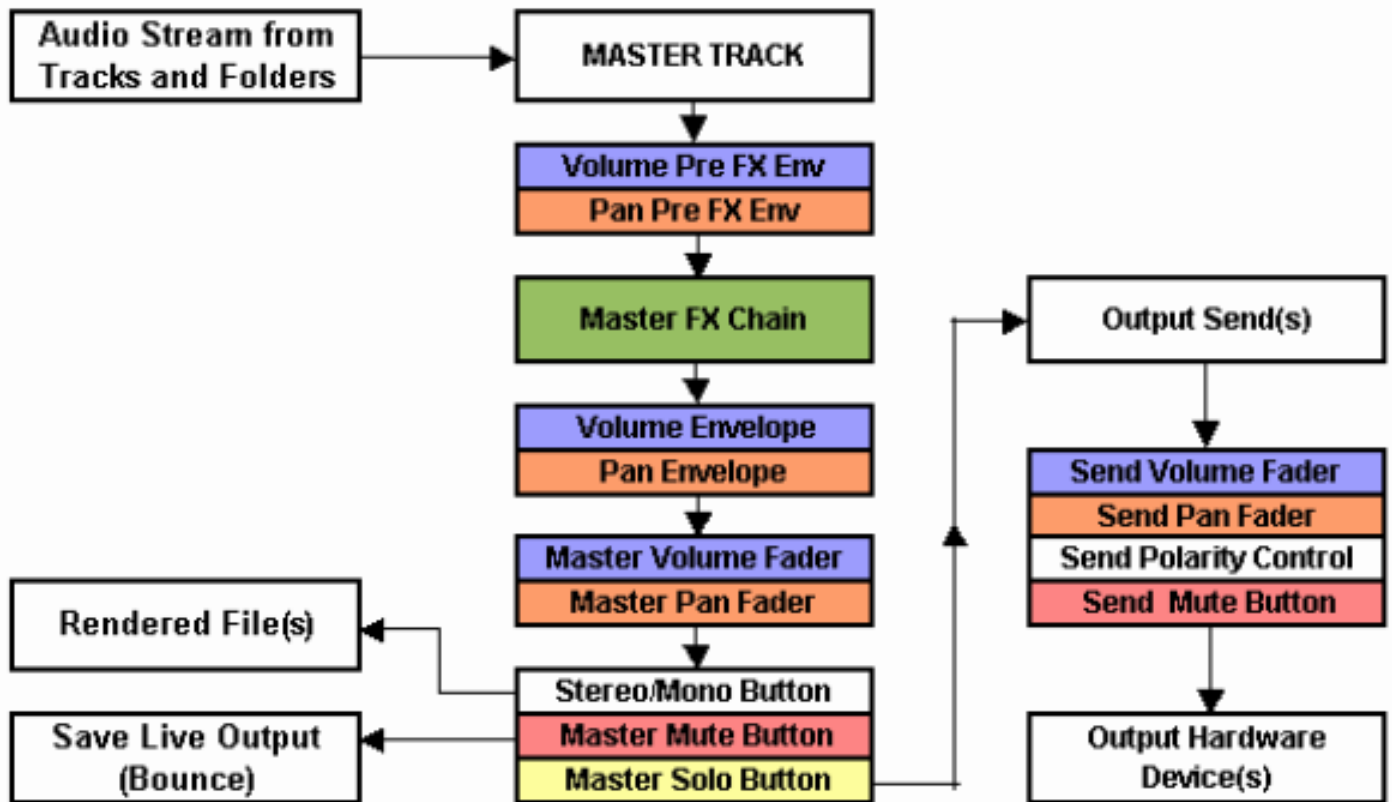 Audio Stream from
Tracks and Folders
MASTER TRACK
Volume Pre FX Env
Pan Pre FX Env
Master FX Chain
Output Send(s)
Volume Envelope
Pan Envelope
Send Volume Fader
Send Pan Fader
Send Polarity Control
Send Mute Button
Master Volume Fader
Master Pan Fader
Rendered File(s)
Stereo/Mono Button
Master Mute Button
Master Solo Button
Save Live Output
(Bounce)
Output Hardware
Device(s)